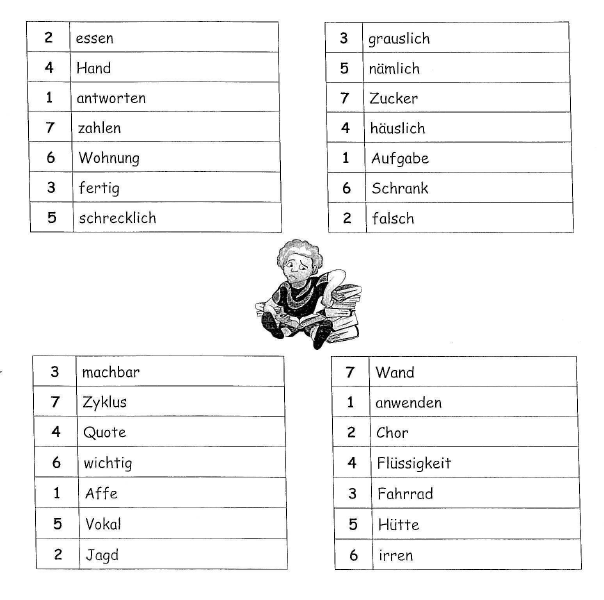 2 essen
4 Hand
1 antworten
7 zahlen
6 Wohnung
3 fertig
5 schrecklich
3 grauslich
5 nämlich
7 Zucker
4 häuslich
1 Aufgabe
6 Schrank
2 falsch
3 machbar
7 Zyklus
4 Quote
6 wichtig
1 Affe
5 Vokal
2 Jagd
7 Wand
1 anwenden
2 Chor
4 Flüssigkeit
3 Fahrrad
5 Hütte
6 irren